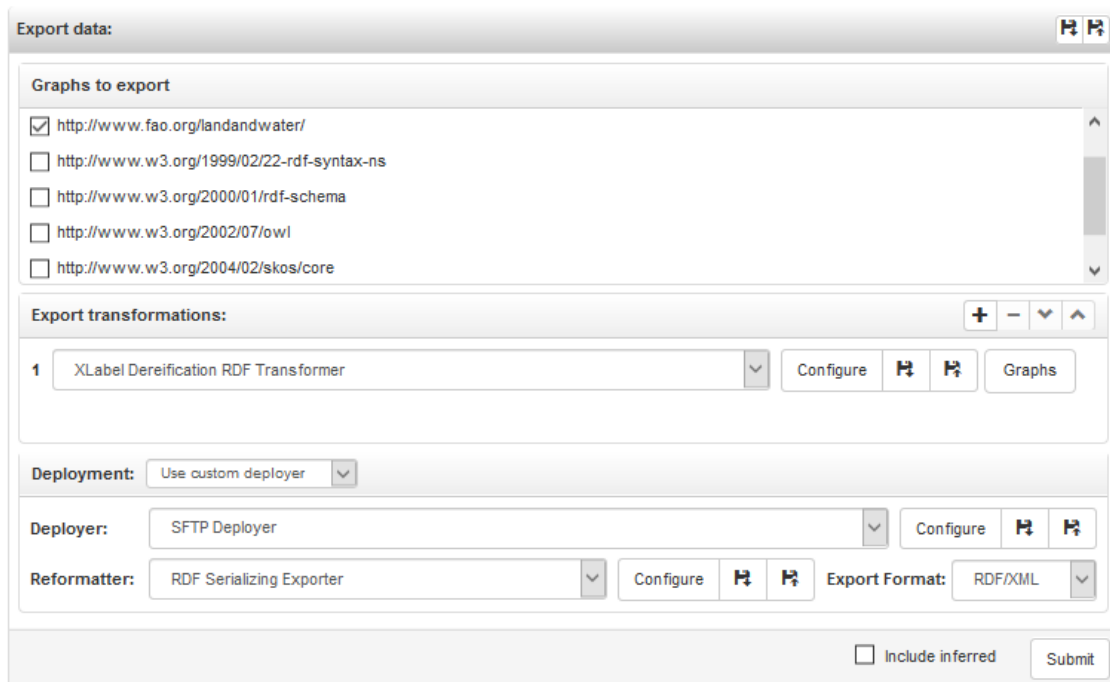 Export data:
Graphs to export
http://www.fao.org/landandwater/
http://www.w3.org/1999/02/22-rdf-syntax-ns
http://www.w3.org/2000/01/rdf-schema
http://www.w3.org/2002/07/owl
http://www.w3.org/2004/02/skos/core
Export transformations:
1 XLabel Dereification RDF Transformer Configure Graphs
Deployment: Use custom deployer
Deployer: SFTP Deployer Configure
Reformatter: RDF Serializing Exporter Configure Export Format: RDF/XML
Include inferred Submit